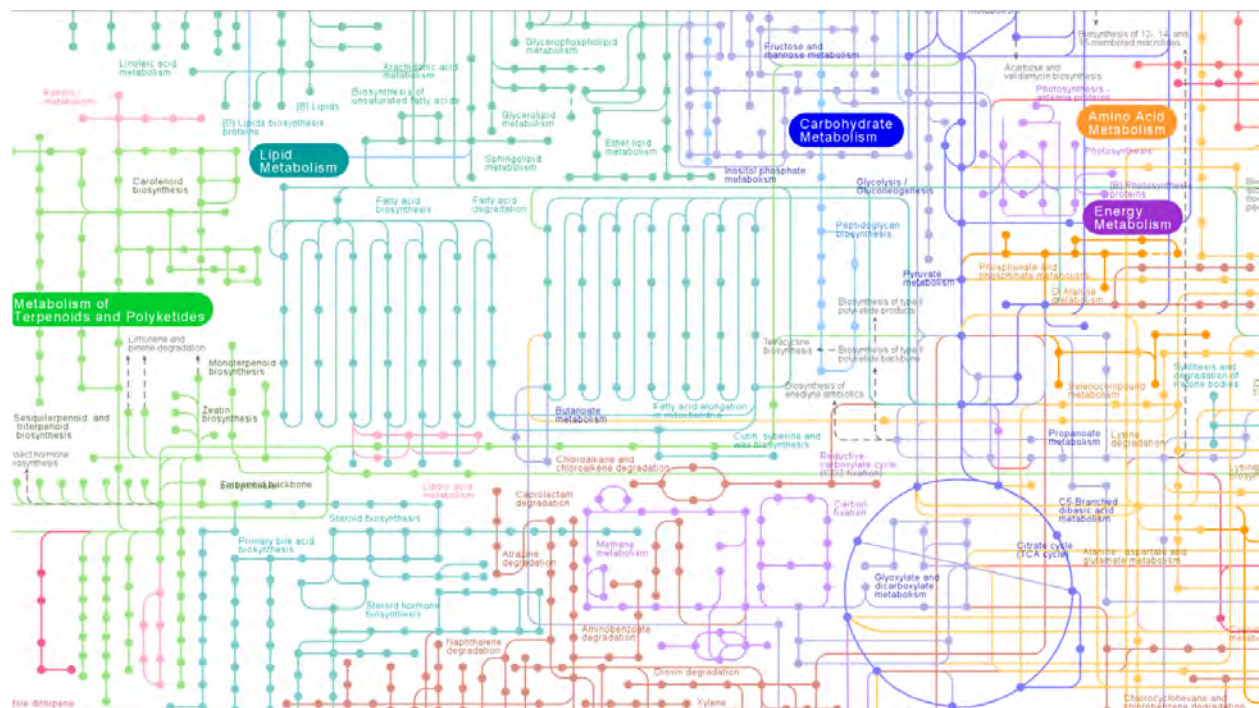 metabolism
Linoleic acid
metabolism
Arachidonic acid
metabolism
Glycerophospholipid
metabolism
Fructose and
mannose metabolism
Biosynthesis of 12-, 14- and
16-membered macrolides
Acarbose and
validamycin biosynthesis
Biosynthesis of
unsaturated fatty acids
[B] Lipids
[B] Lipids biosynthesis
proteins
Glycerolipid
metabolism
Ether lipid
metabolism
Photosynthesis -
antenna proteins
Carbohydrate
Metabolism
Amino Acid
Metabolism
Lipid
Metabolism
Sphingolipid
metabolism
Inositol phosphate
metabolism
Photosynthesis
Carotenoid
biosynthesis
Glycolysis /
Gluconeogenesis
[B] Photosynthesis
proteins
Fatty acid
biosynthesis
Fatty acid
degradation
Energy
Metabolism
Peptidoglycan
biosynthesis
Pyruvate
metabolism
Phosphonate and
phosphinate metabolism
D-Alanine
metabolism
Metabolism of
Terpenoids and Polyketides
Biosynthesis of type II
polyketide products
Limonene and
pinene degradation
Monoterpenoid
biosynthesis
Tetracycline
biosynthesis
Biosynthesis of type II
polyketide backbone
Synthesis and
degradation of
ketone bodies
Biosynthesis of
enediyne antibiotics
Selenocompound
metabolism
Sesquiterpenoid and
triterpenoid
biosynthesis
Zeatin
biosynthesis
Butanoate
metabolism
Fatty acid elongation
in mitochondria
Cutin, suberine and
wax biosynthesis
Propanoate
metabolism
Lysine
degradation
Insect hormone
biosynthesis
Chloroalkane and
chloroalkene degradation
Reductive
carboxylate cycle
(CO2 fixation)
backbone
Lipoic acid
metabolism
Caprolactam
degradation
Carbon
fixation
C5-Branched
dibasic acid
metabolism
Steroid biosynthesis
Primary bile acid
biosynthesis
Atrazine
degradation
Methane
metabolism
Citrate cycle
(TCA cycle)
Alanine, aspartate and
glutamate metabolism
Glyoxylate and
dicarboxylate
metabolism
Steroid hormone
biosynthesis
Naphthalene
degradation
Aminobenzoate
degradation
Dioxin degradation
Xylene
Chlorocyclohexane and
chlorobenzene degradation